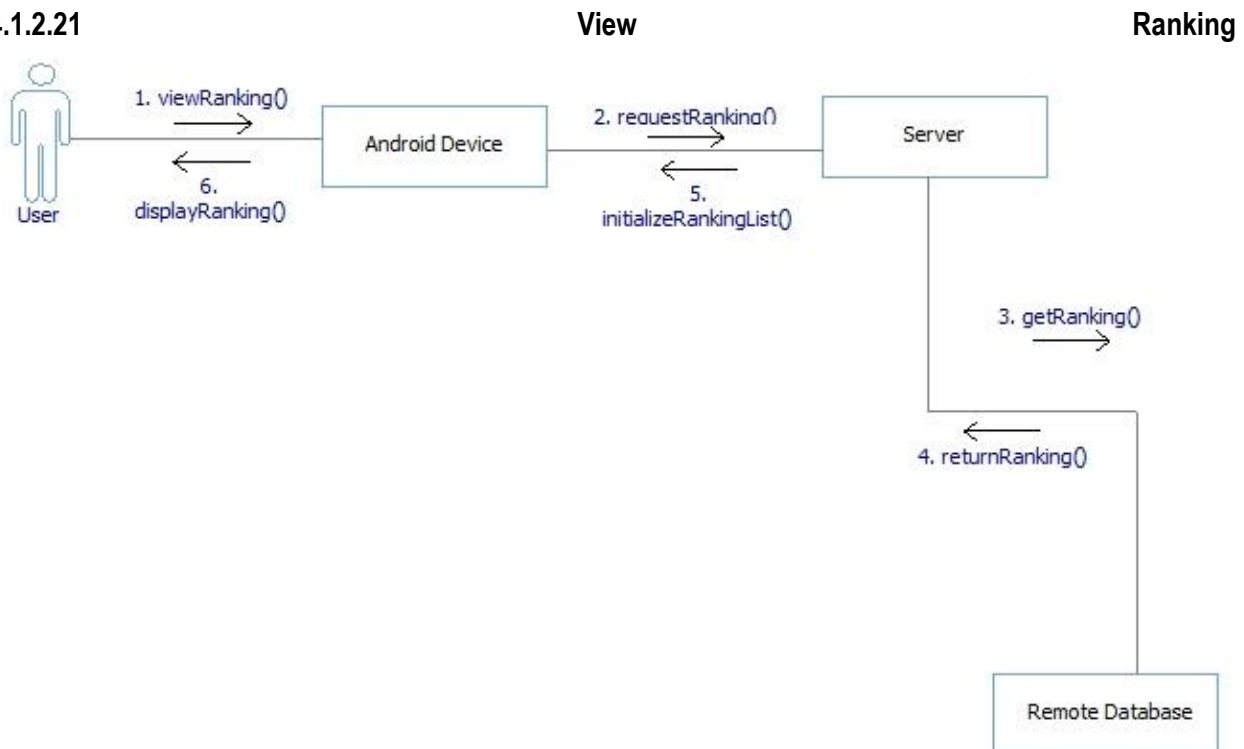 .1.2.21 View Ranking
1. viewRanking()
2. requestRanking()
Server
Android Device
6.
displayRanking()
5.
initializeRankingList()
User
3. getRanking()
4. returnRanking()
Remote Database